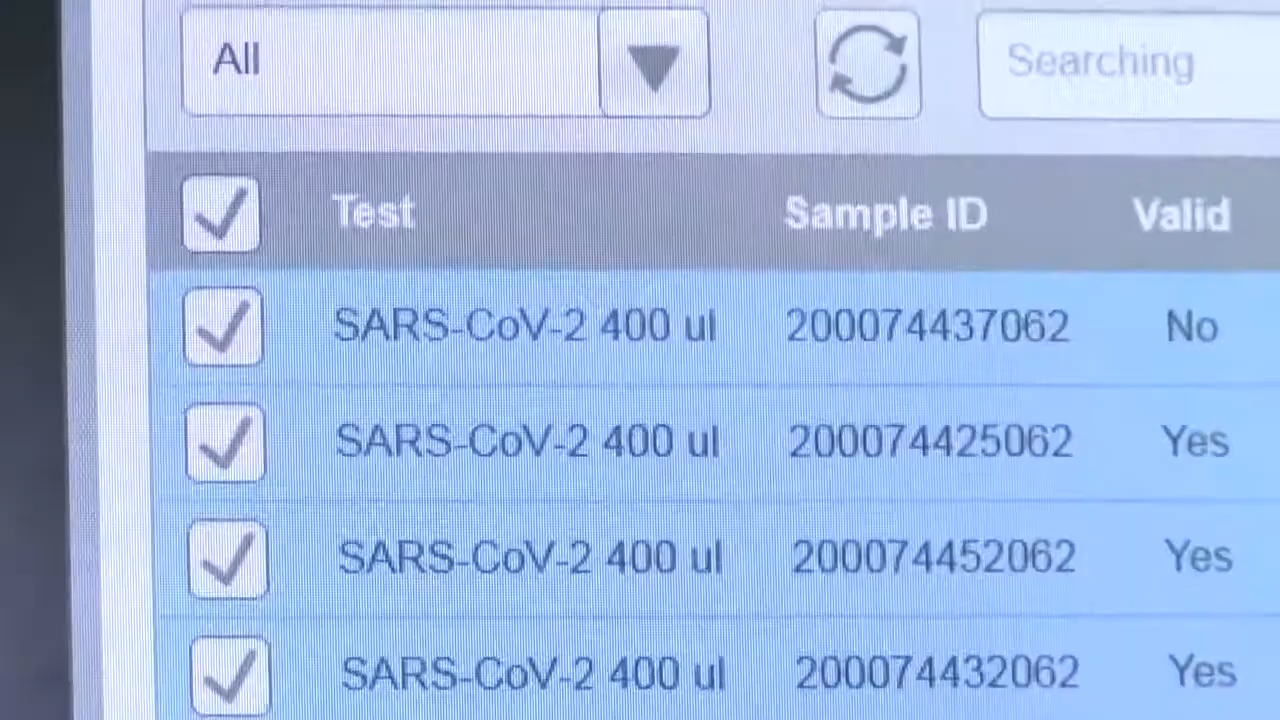 All Searching
Test Sample ID Valid
SARS-CoV-2 400 ul 200074437062 No
SARS-CoV-2 400 ul 200074425062 Yes
SARS-CoV-2 400 ul 200074452062 Yes
SARS-CoV-2 400 ul 200074432062 Yes